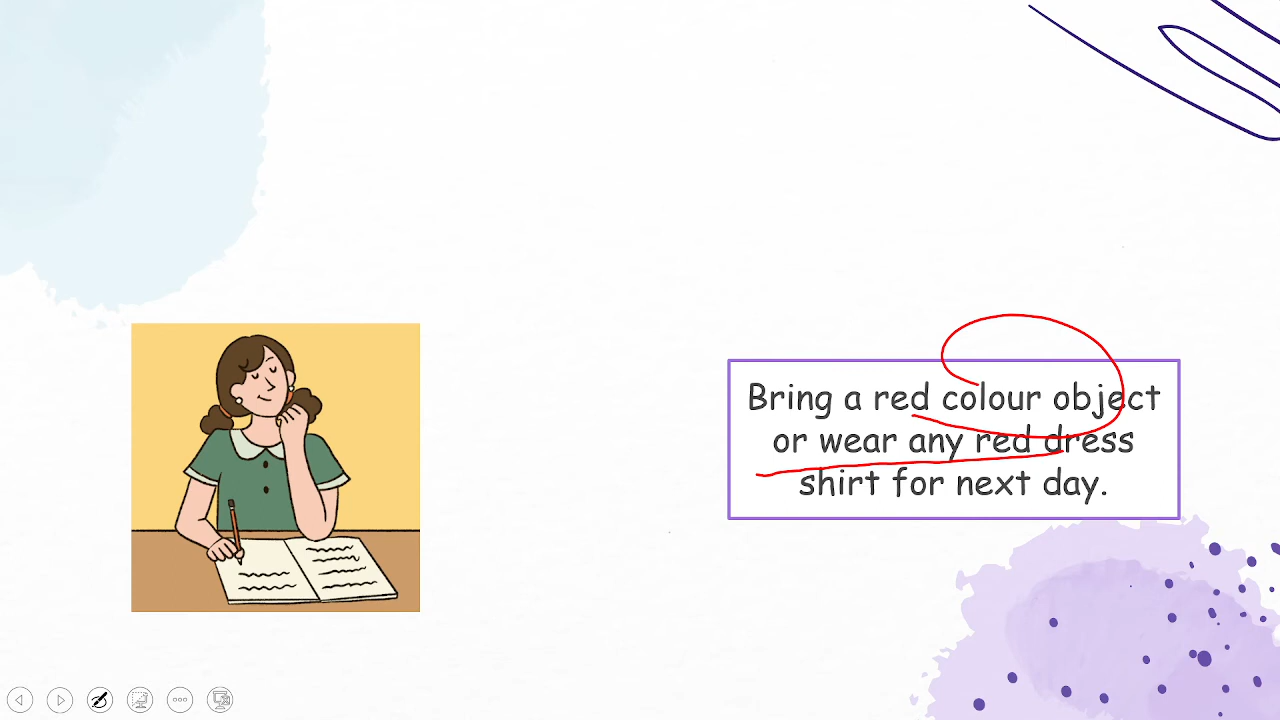 Bring a red colour object
or wear any red dress
shirt for next day.